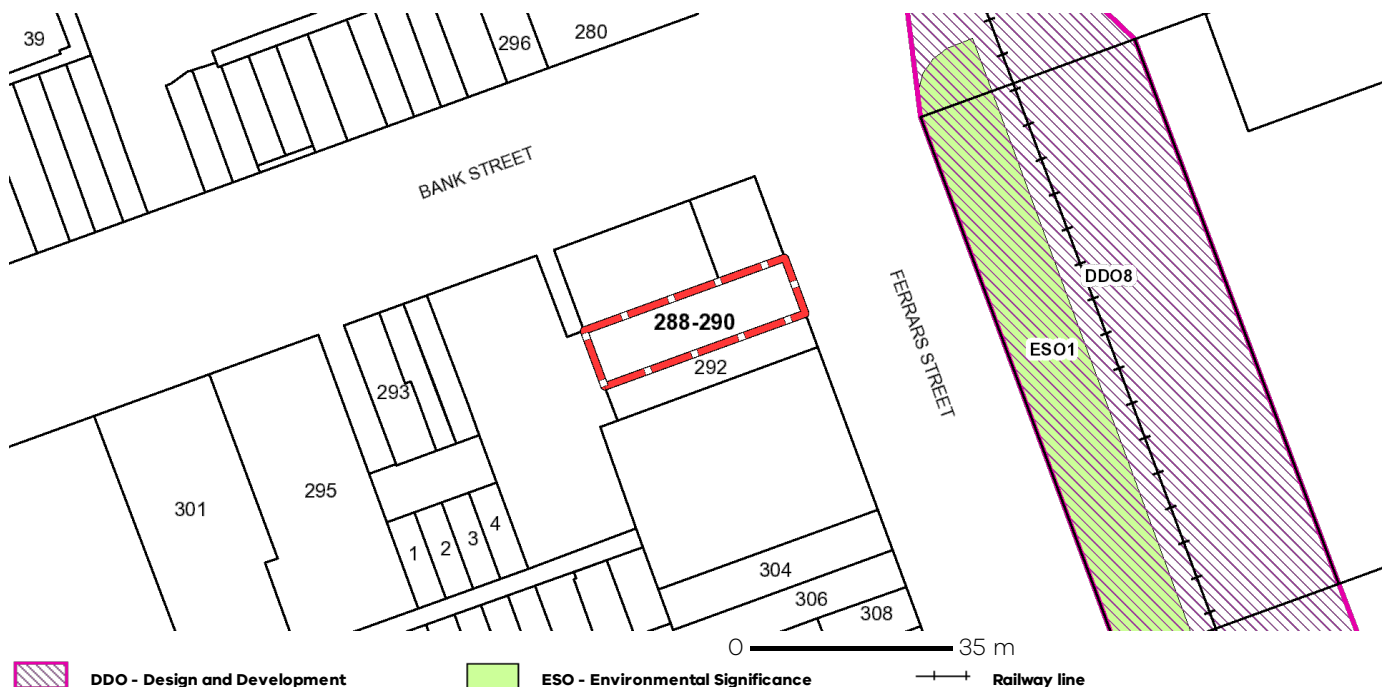 39
296
280
BANK STREET
DDO8
288-290
FERRARS STREET
ESO1
292
293
295
301
4
3
2
1
304
306
308
0 35 m
DDO - Design and Development ESO - Environmental Significance Railway line